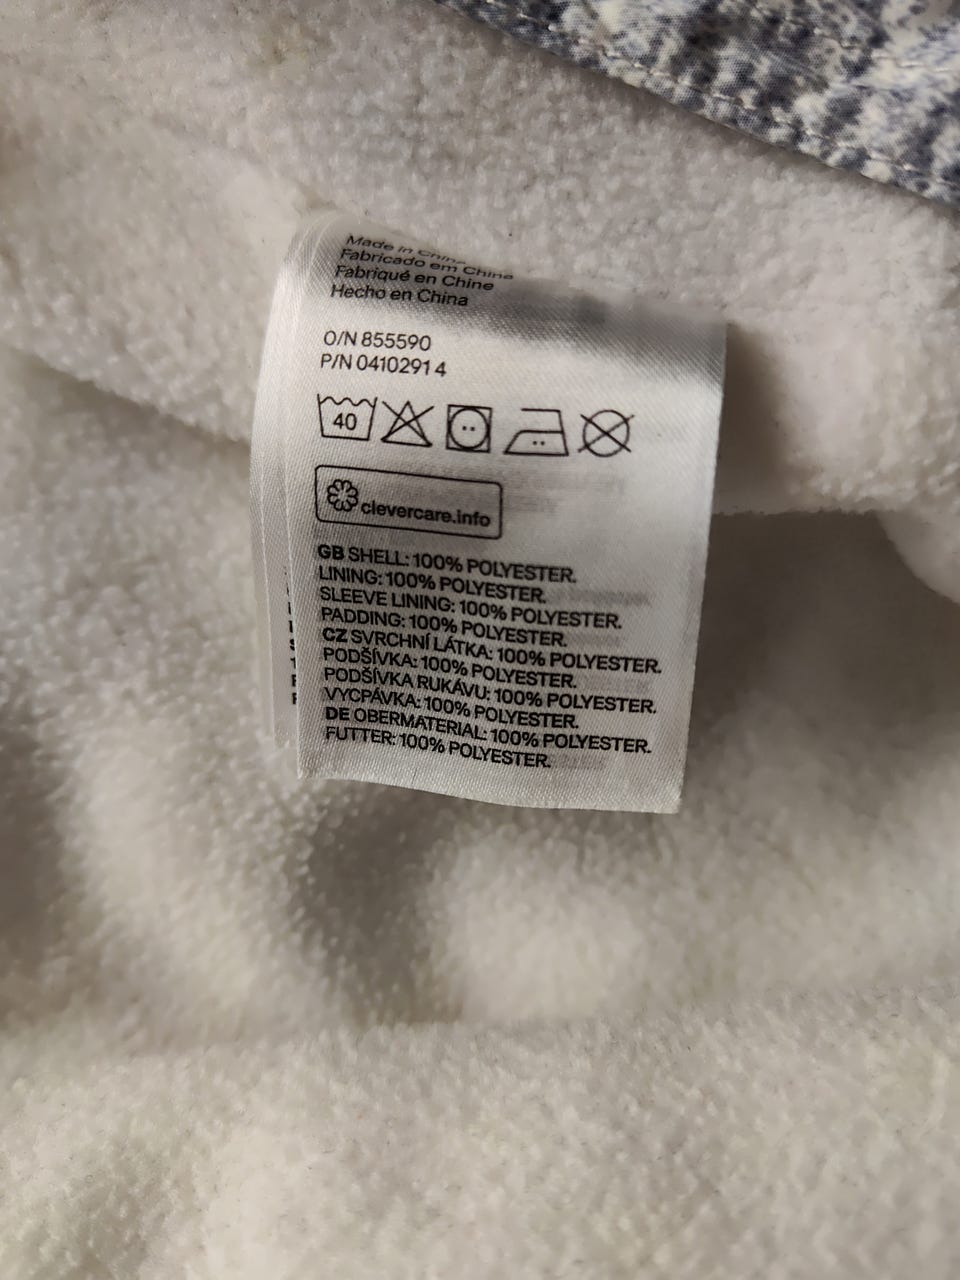 Made in China
Fabricado em China
Fabriqué en Chine
Hecho en China
O/N 855590
P/N 0410291 4
40
clevercare.info
GB SHELL: 100% POLYESTER.
LINING: 100% POLYESTER.
SLEEVE LINING: 100% POLYESTER.
PADDING: 100% POLYESTER.
CZ SVRCHNÍ LÁTKA: 100% POLYESTER.
PODŠÍVKA: 100% POLYESTER.
PODŠÍVKA RUKÁVU: 100% POLYESTER.
VYCPÁVKA: 100% POLYESTER.
DE OBERMATERIAL: 100% POLYESTER.
FUTTER: 100% POLYESTER.